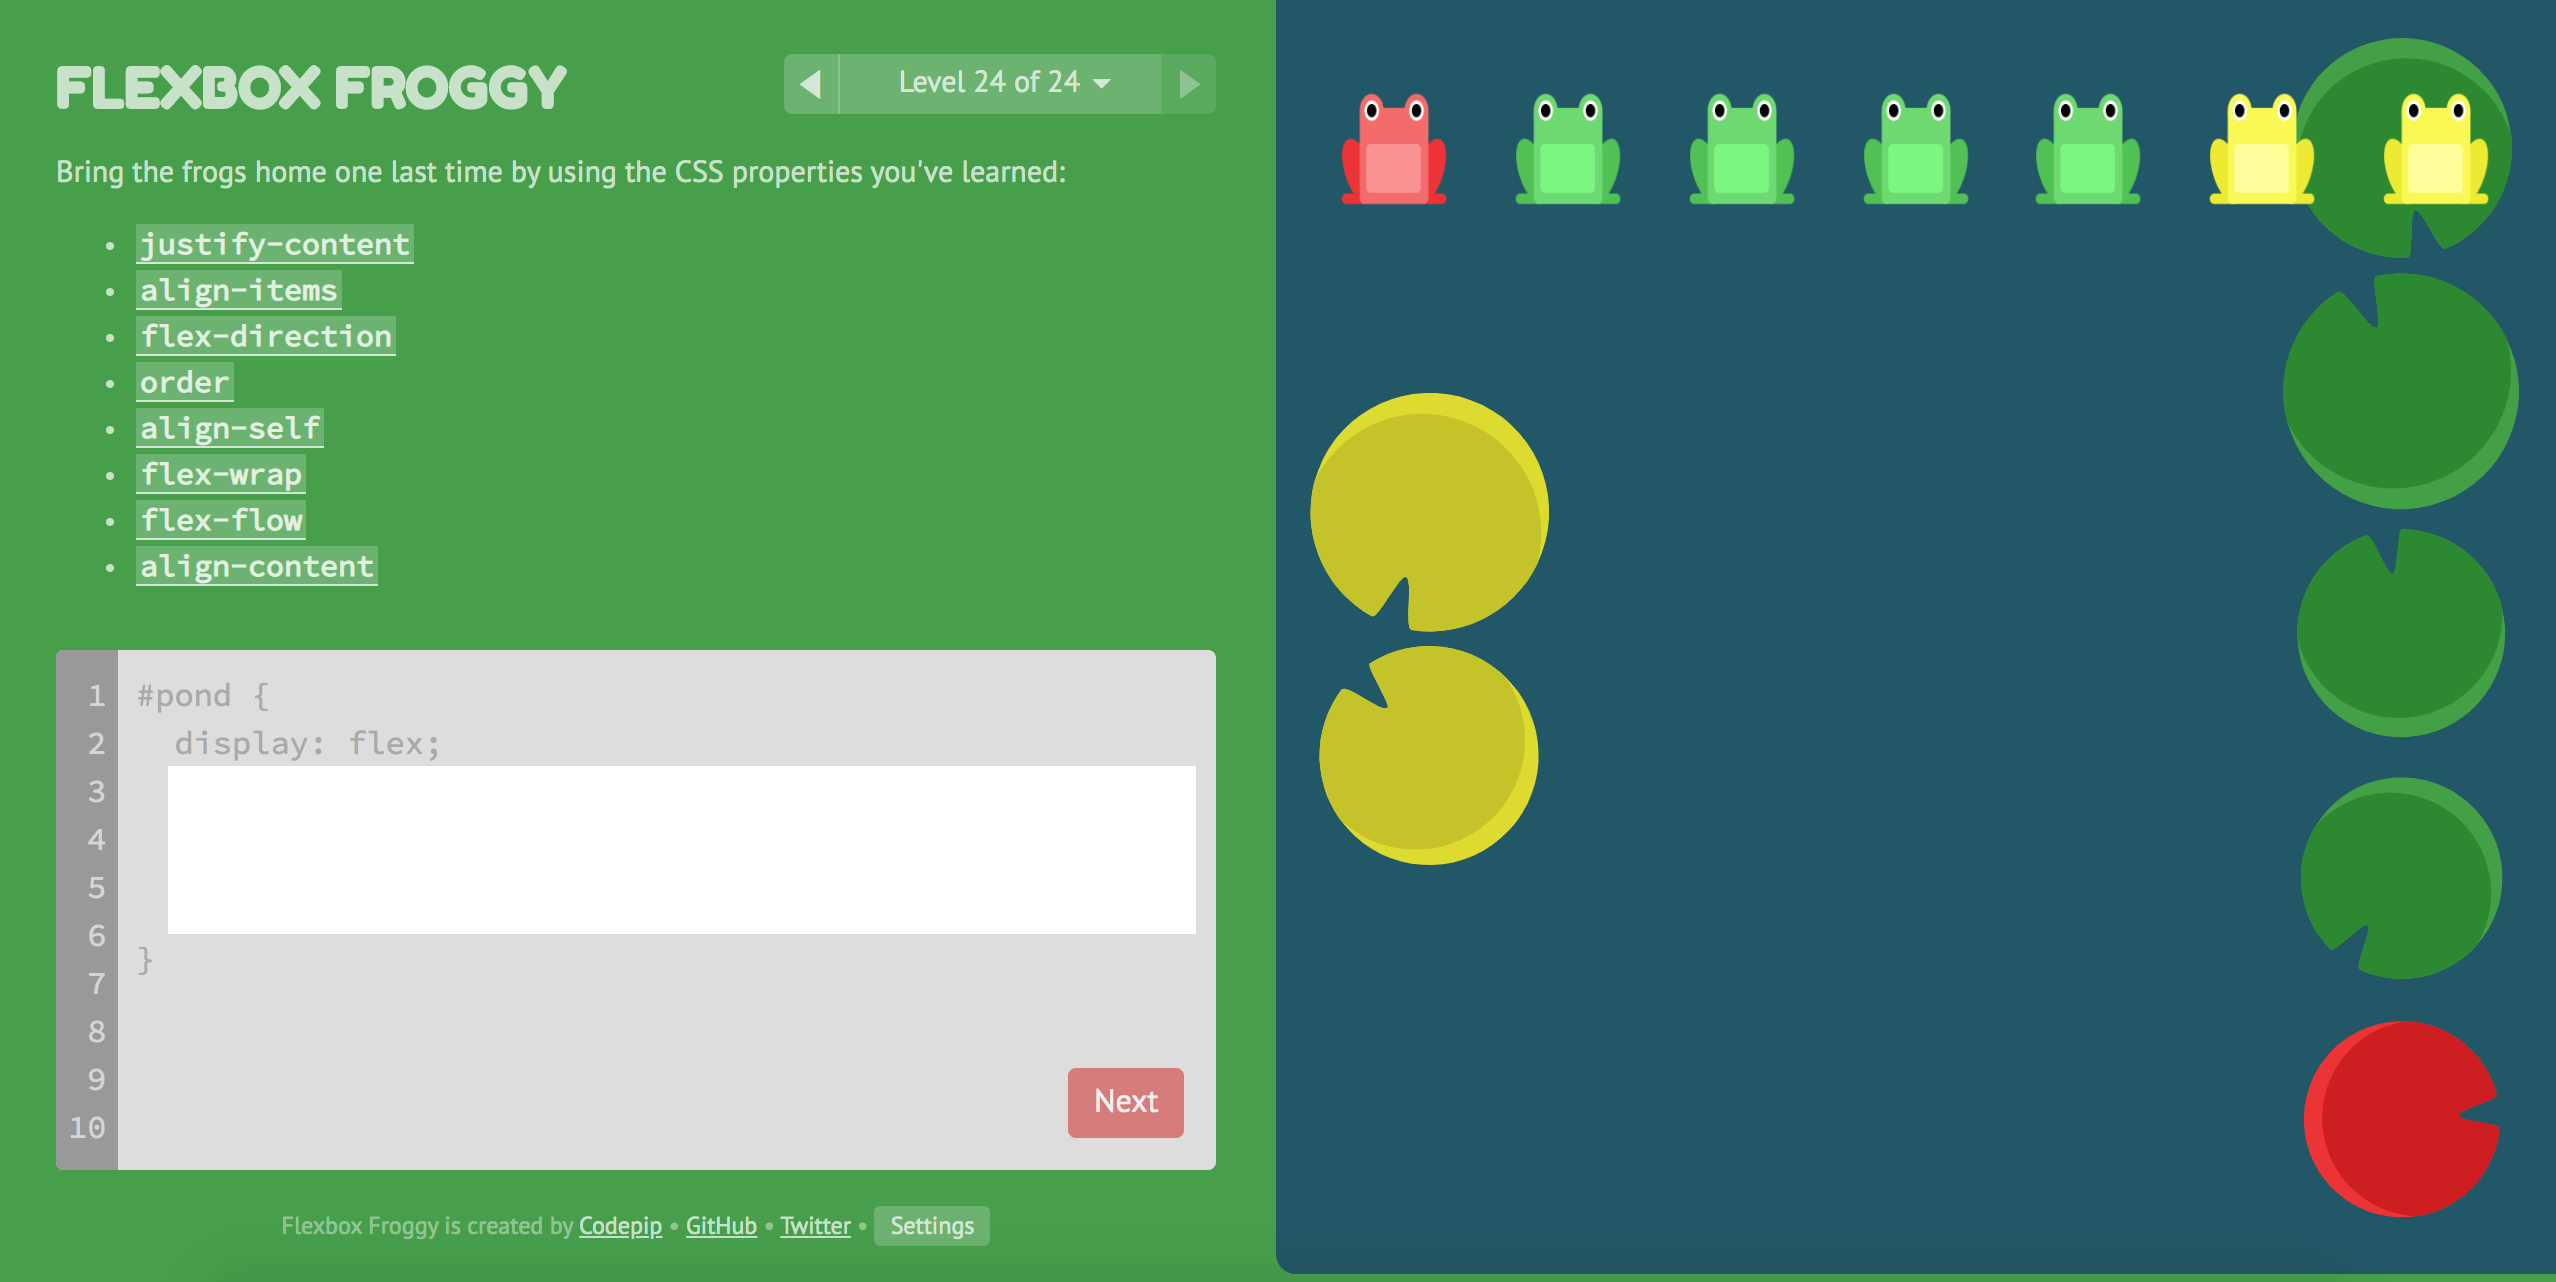 FLEXBOX FROGGY
Level 24 of 24
Bring the frogs home one last time by using the CSS properties you've learned:
• justify-content
• align-items
• flex-direction
• order
• align-self
• flex-wrap
• flex-flow
• align-content
1 #pond {
2 display: flex;
3
4
5
6 }
7
8
9
10
Next
Flexbox Froggy is created by Codepip • GitHub • Twitter • Settings